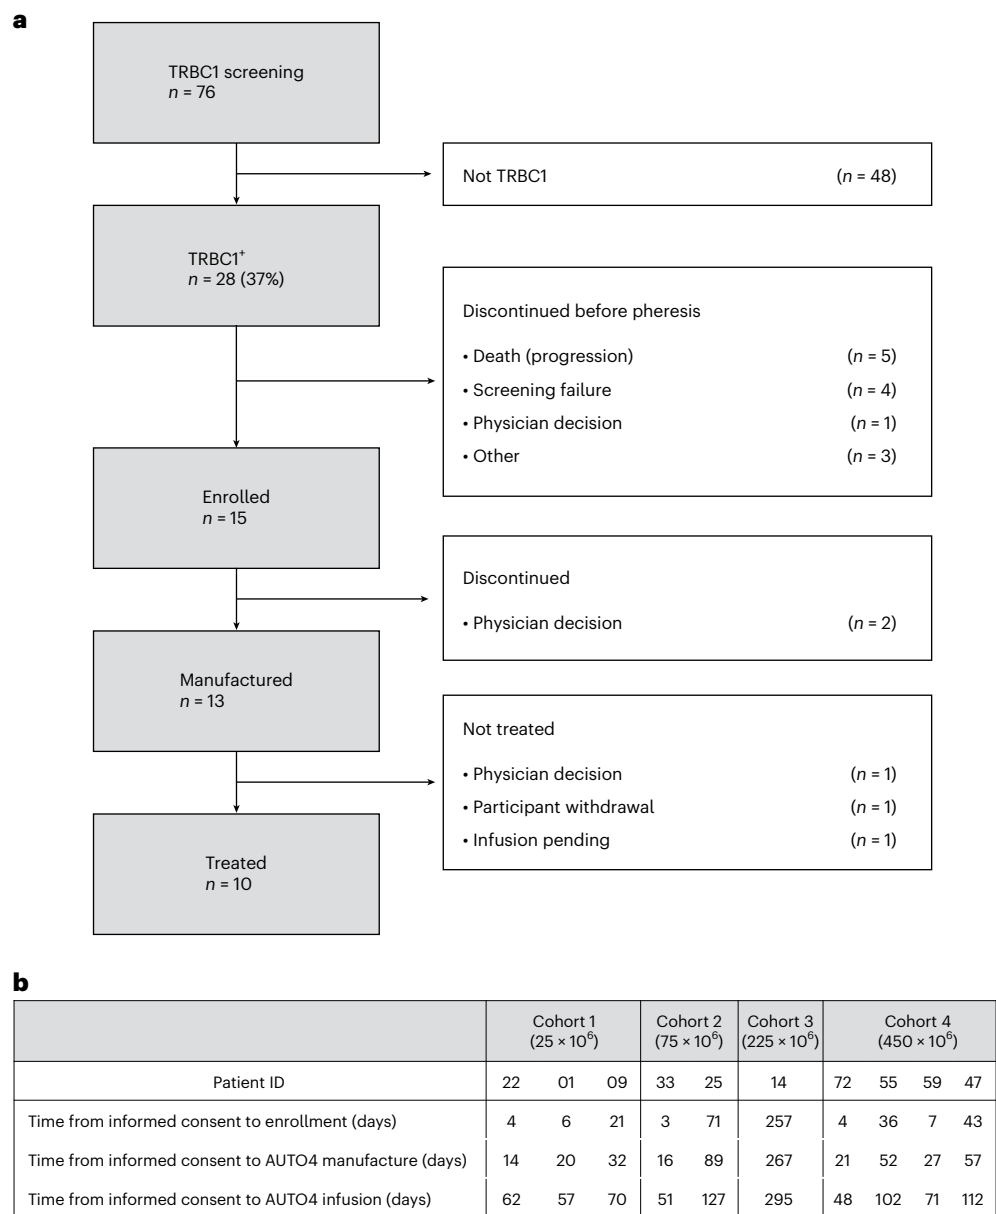 a
TRBC1 screening
n = 76
Not TRBC1 (n = 48)
TRBC1⁺
n = 28 (37%)
Discontinued before pheresis
• Death (progression) (n = 5)
• Screening failure (n = 4)
• Physician decision (n = 1)
• Other (n = 3)
Enrolled
n = 15
Discontinued
• Physician decision (n = 2)
Manufactured
n = 13
Not treated
• Physician decision (n = 1)
• Participant withdrawal (n = 1)
• Infusion pending (n = 1)
Treated
n = 10
b
Cohort 1 Cohort 2 Cohort 3 Cohort 4
(25 × 10⁶) (75 × 10⁶) (225 × 10⁶) (450 × 10⁶)
Patient ID 22 01 09 33 25 14 72 55 59 47
Time from informed consent to enrollment (days) 4 6 21 3 71 257 4 36 7 43
Time from informed consent to AUTO4 manufacture (days) 14 20 32 16 89 267 21 52 27 57
Time from informed consent to AUTO4 infusion (days) 62 57 70 51 127 295 48 102 71 112